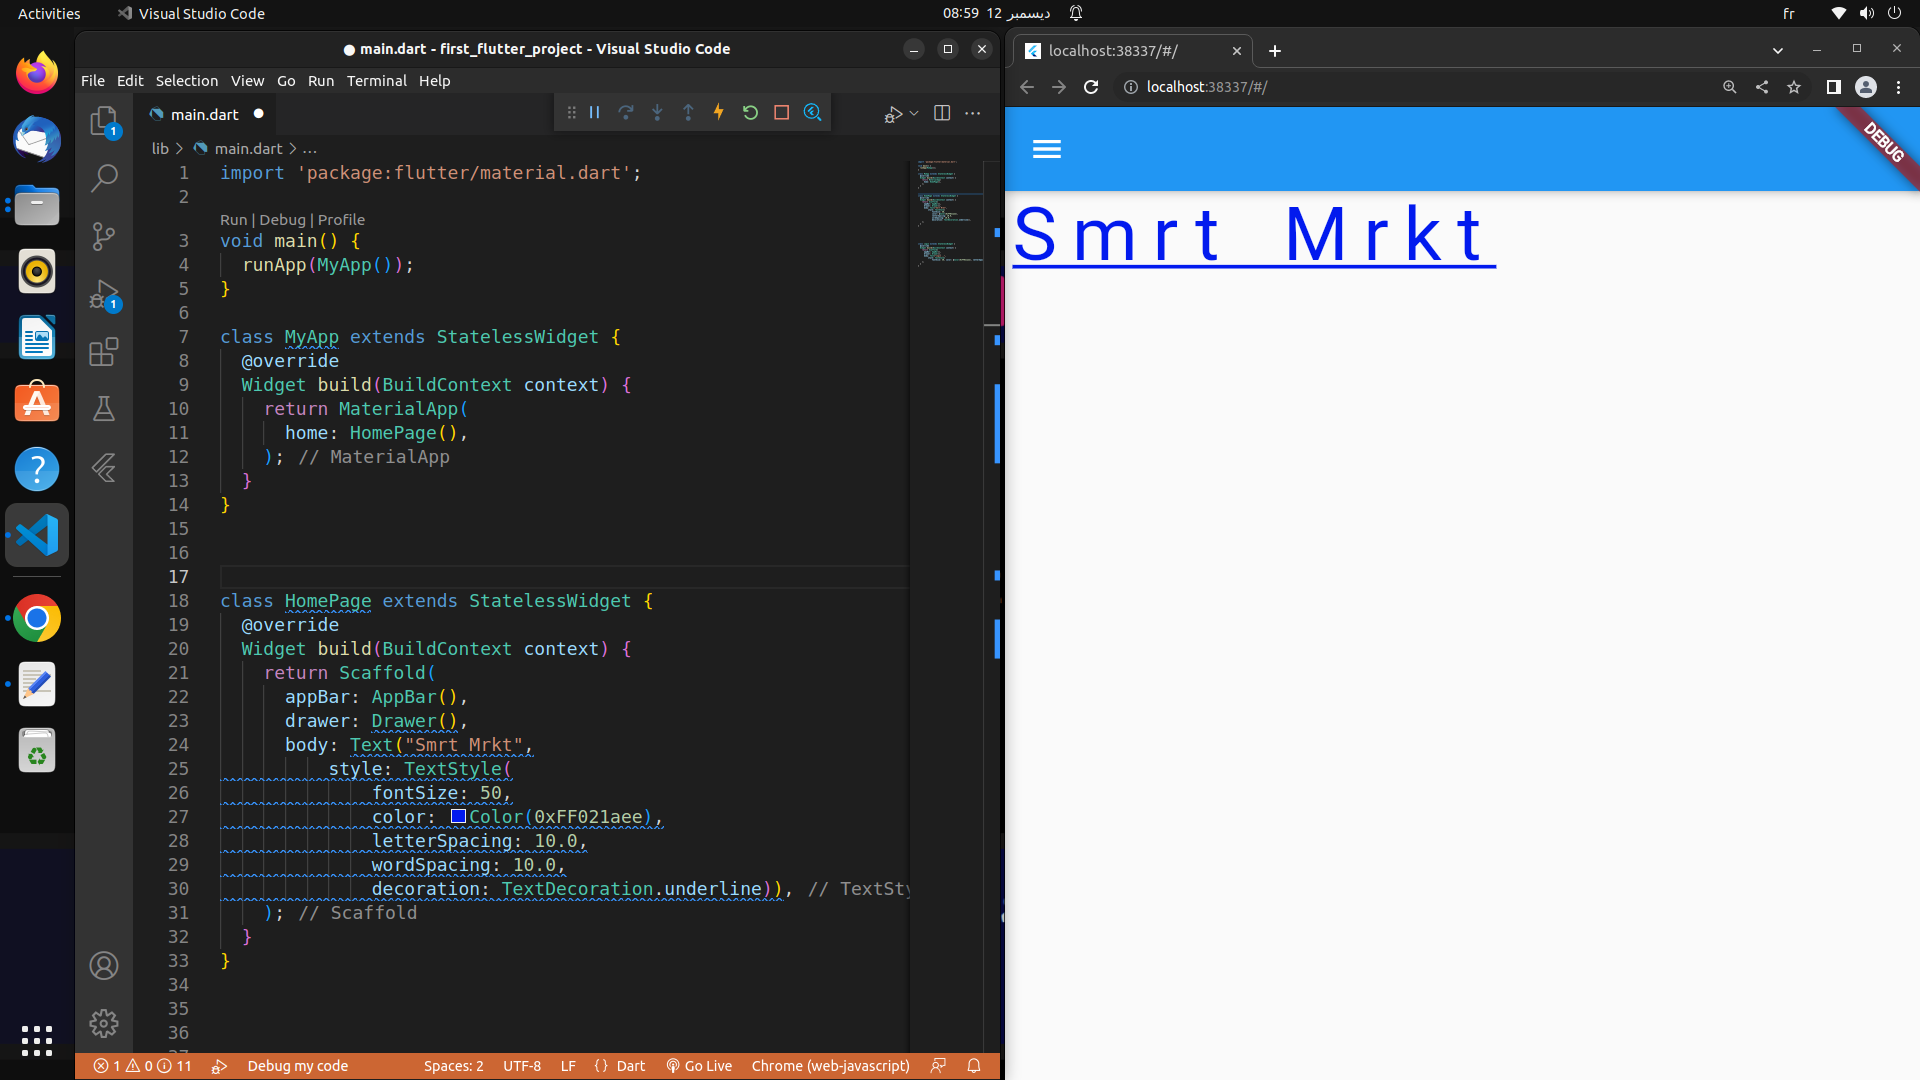 Activities
Visual Studio Code
08:59 12 ديسمبر
fr
● main.dart - first_flutter_project - Visual Studio Code
File Edit Selection View Go Run Terminal Help
main.dart
lib > main.dart > ...
1 import 'package:flutter/material.dart';
2
Run | Debug | Profile
3 void main() {
4 runApp(MyApp());
5 }
6
7 class MyApp extends StatelessWidget {
8 @override
9 Widget build(BuildContext context) {
10 return MaterialApp(
11 home: HomePage(),
12 ); // MaterialApp
13 }
14 }
15
16
17
18 class HomePage extends StatelessWidget {
19 @override
20 Widget build(BuildContext context) {
21 return Scaffold(
22 appBar: AppBar(),
23 drawer: Drawer(),
24 body: Text("Smrt Mrkt",
25 style: TextStyle(
26 fontSize: 50,
27 color: Color(0xFF021aee),
28 letterSpacing: 10.0,
29 wordSpacing: 10.0,
30 decoration: TextDecoration.underline)), // TextSty
31 ); // Scaffold
32 }
33 }
34
35
36
1
1
1 0 11 Debug my code Spaces: 2 UTF-8 LF {} Dart Go Live Chrome (web-javascript)
localhost:38337/#/
localhost:38337/#/
DEBUG
Smrt Mrkt